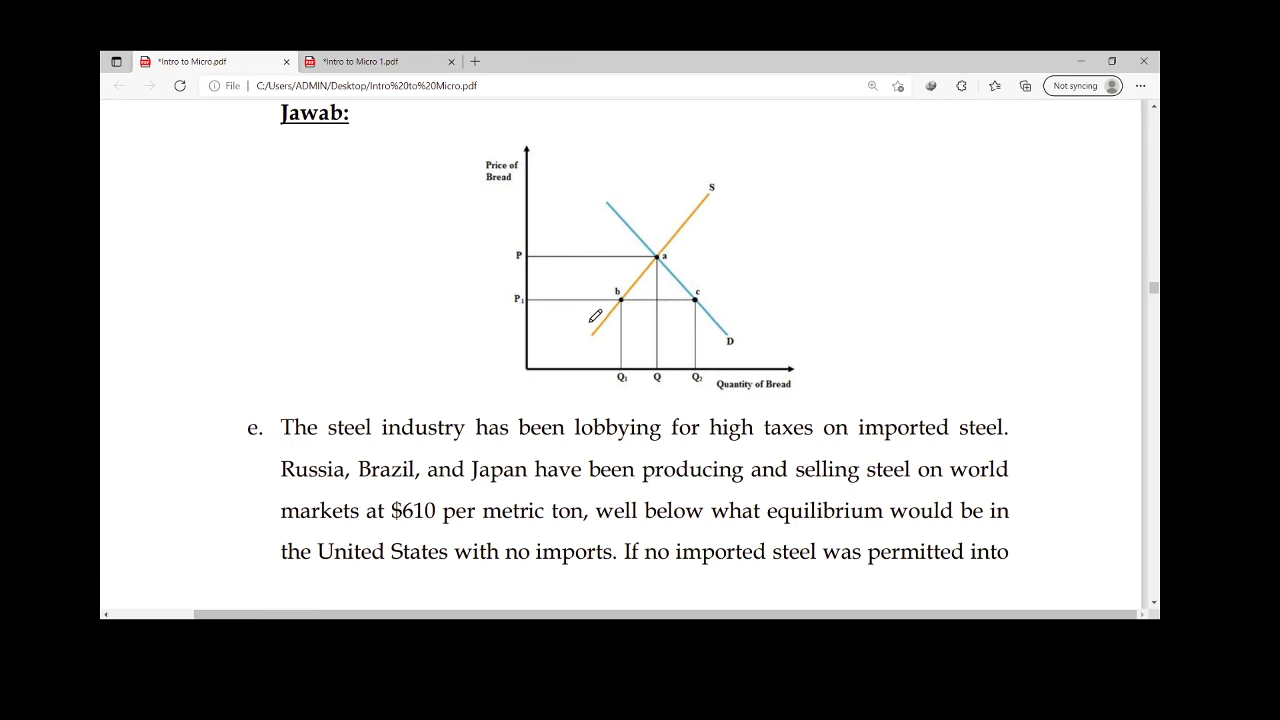 *Intro to Micro.pdf
*Intro to Micro 1.pdf
File
C:/Users/ADMIN/Desktop/Intro%20to%20Micro.pdf
Not syncing
Jawab:
Price of
Bread
S
P
a
b
c
P1
D
Q1
Q
Q2
Quantity of Bread
e. The steel industry has been lobbying for high taxes on imported steel.
Russia, Brazil, and Japan have been producing and selling steel on world
markets at $610 per metric ton, well below what equilibrium would be in
the United States with no imports. If no imported steel was permitted into